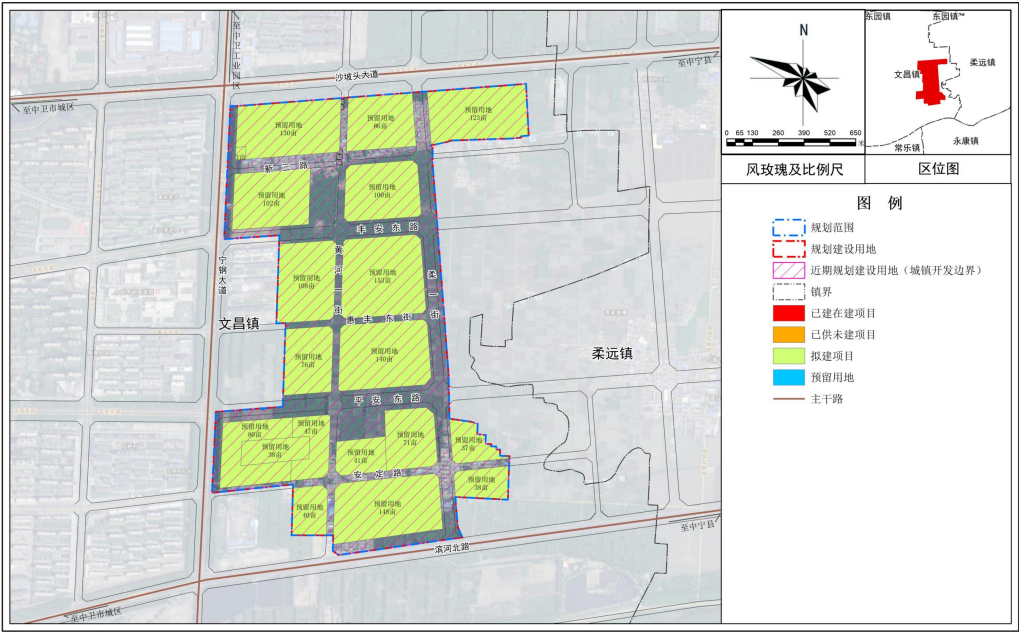 至中卫工业园区
沙坡头大道
至中宁县
至中卫市城区
预留用地
130亩
预留用地
86亩
预留用地
123亩
新三路
预留用地
102亩
预留用地
100亩
丰安东路
宁钢大道
黄河一街
柔一街
预留用地
108亩
预留用地
153亩
惠丰东街
文昌镇
柔远镇
预留用地
76亩
预留用地
140亩
平安东路
预留用地
80亩
预留用地
47亩
预留用地
38亩
预留用地
41亩
预留用地
71亩
预留用地
37亩
安定路
预留用地
38亩
预留用地
40亩
预留用地
148亩
滨河北路
至中宁县
至中卫市城区
N
0 65 130 260 390 520 650
米
风玫瑰及比例尺
东园镇
东园镇
柔远镇
文昌镇
永康镇
常乐镇
区位图
图 例
规划范围
规划建设用地
近期规划建设用地（城镇开发边界）
镇界
已建在建项目
已供未建项目
拟建项目
预留用地
主干路